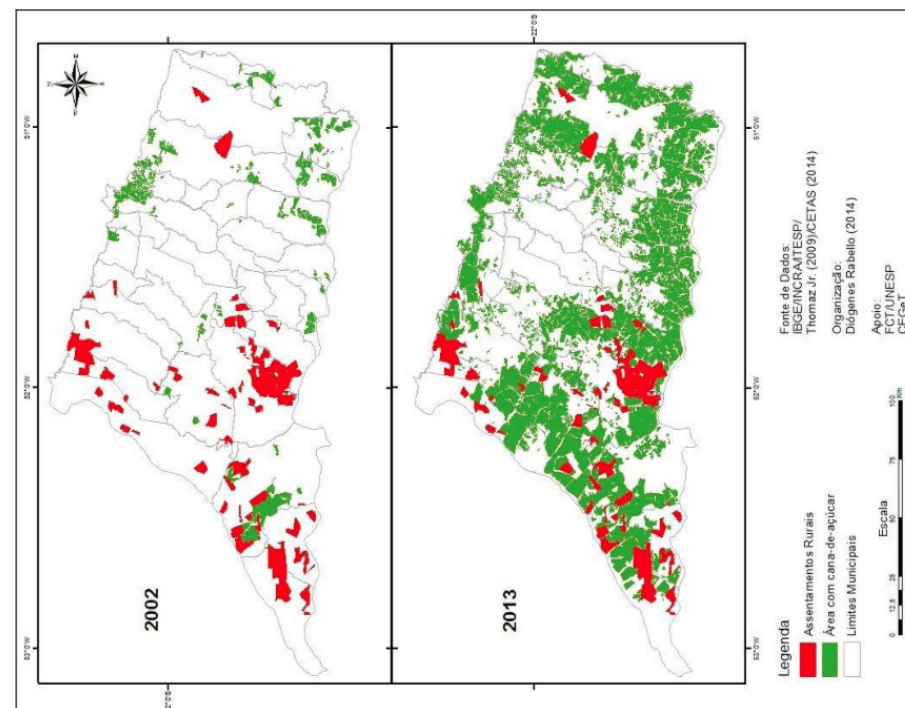 2002
2013
53°0'W
52°0'W
51°0'W
22°0'S
Legenda
Assentamentos Rurais
Área com cana-de-açúcar
Limites Municipais
0 12,5 25 50 75 100 Km
Escala
Fonte de Dados:
IBGE/INCRA/ITESP/
Thomaz Jr. (2009)/CETAS (2014)
Organização:
Diógenes Rabello (2014)
Apoio:
FCT/UNESP
CEGeT